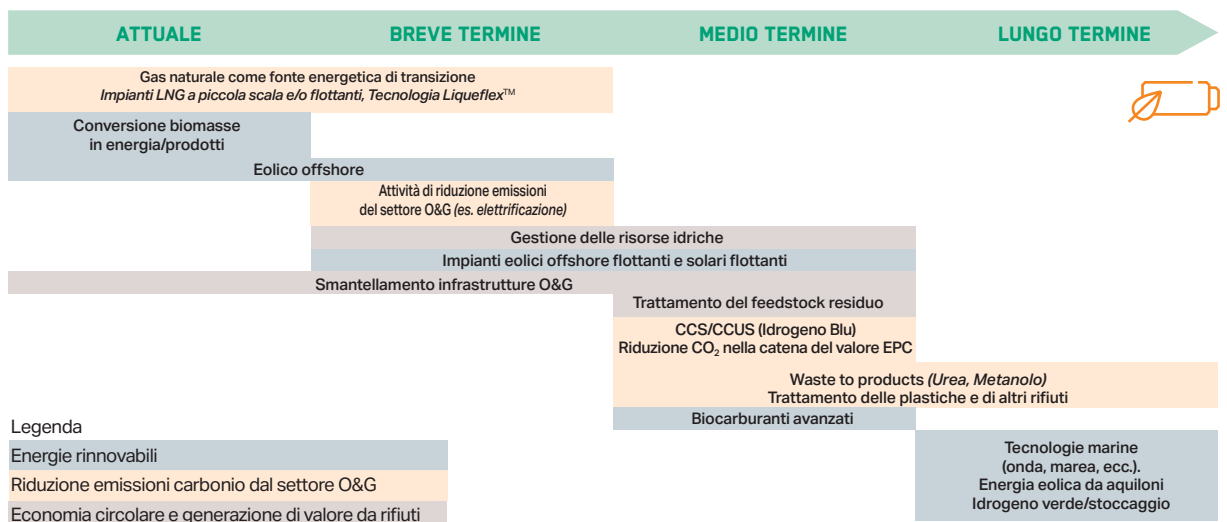 ATTUALE
BREVE TERMINE
MEDIO TERMINE
LUNGO TERMINE
Gas naturale come fonte energetica di transizione
Impianti LNG a piccola scala e/o flottanti, Tecnologia Liqueflex™
Conversione biomasse
in energia/prodotti
Eolico offshore
Attività di riduzione emissioni
del settore O&G (es. elettrificazione)
Gestione delle risorse idriche
Impianti eolici offshore flottanti e solari flottanti
Smantellamento infrastrutture O&G
Trattamento del feedstock residuo
CCS/CCUS (Idrogeno Blu)
Riduzione CO₂ nella catena del valore EPC
Waste to products (Urea, Metanolo)
Trattamento delle plastiche e di altri rifiuti
Biocarburanti avanzati
Tecnologie marine
(onda, marea, ecc.).
Energia eolica da aquiloni
Idrogeno verde/stoccaggio
Legenda
Energie rinnovabili
Riduzione emissioni carbonio dal settore O&G
Economia circolare e generazione di valore da rifiuti